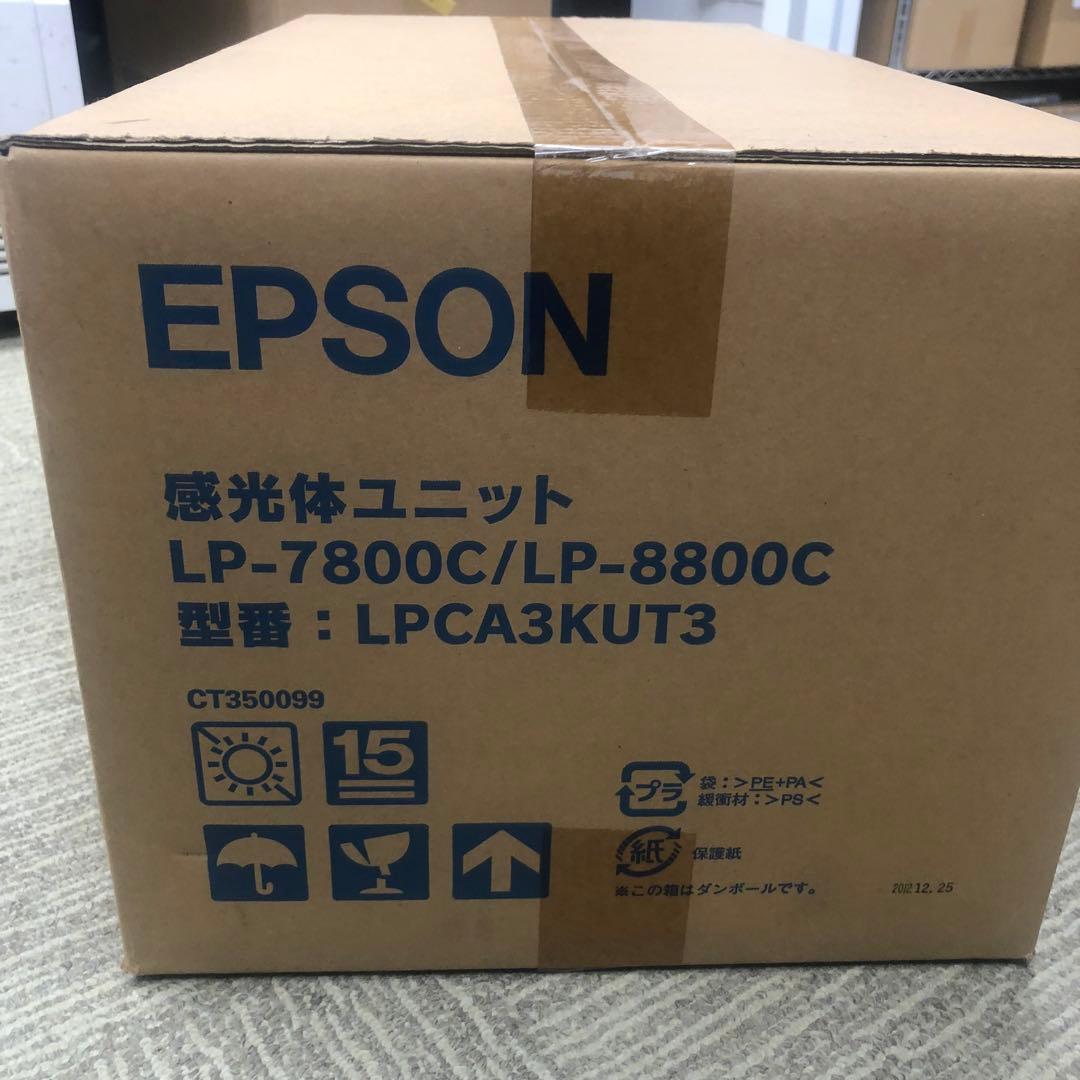 EPSON
感光体ユニット
LP-7800C/LP-8800C
型番：LPCA3KUT3
CT350099
15
プラ
袋：>PE+PA<
緩衝材：>PS<
紙
保護紙
※この箱はダンボールです。
2012.12.25